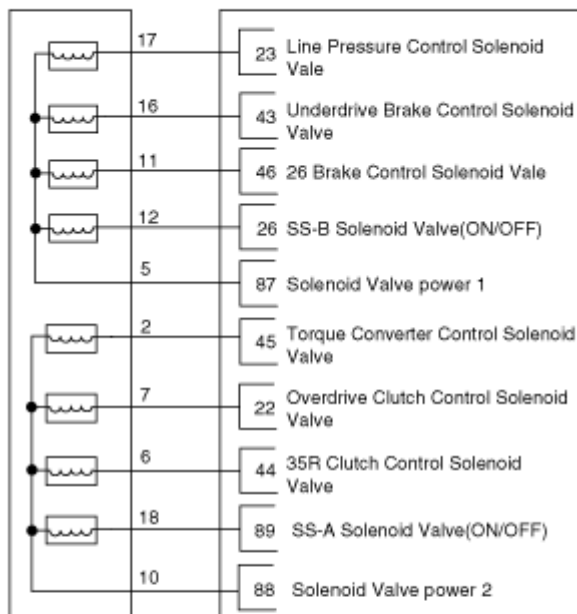 17 23 Line Pressure Control Solenoid
Vale
16 43 Underdrive Brake Control Solenoid
Valve
11 46 26 Brake Control Solenoid Vale
12 26 SS-B Solenoid Valve(ON/OFF)
5 87 Solenoid Valve power 1
2 45 Torque Converter Control Solenoid
Valve
7 22 Overdrive Clutch Control Solenoid
Valve
6 44 35R Clutch Control Solenoid
Valve
18 89 SS-A Solenoid Valve(ON/OFF)
10 88 Solenoid Valve power 2